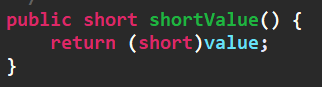 public short shortValue() {
    return (short)value;
}